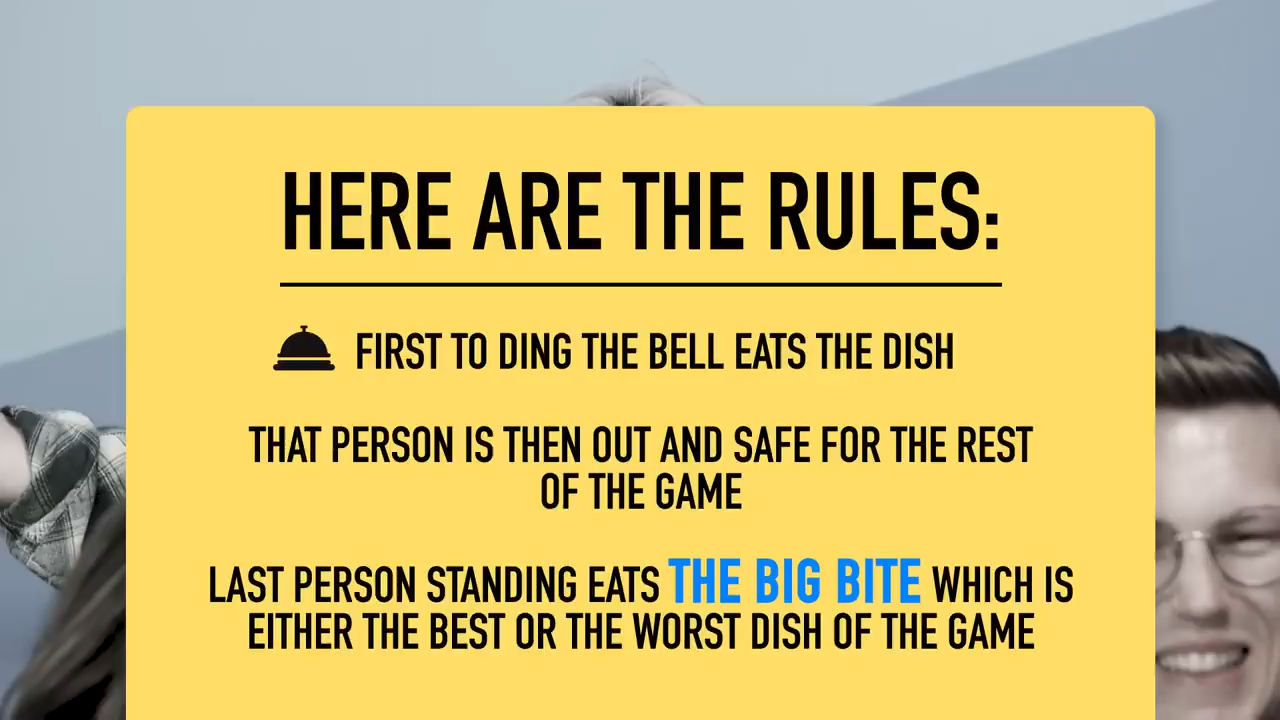 HERE ARE THE RULES:
FIRST TO DING THE BELL EATS THE DISH
THAT PERSON IS THEN OUT AND SAFE FOR THE REST
OF THE GAME
LAST PERSON STANDING EATS THE BIG BITE WHICH IS
EITHER THE BEST OR THE WORST DISH OF THE GAME